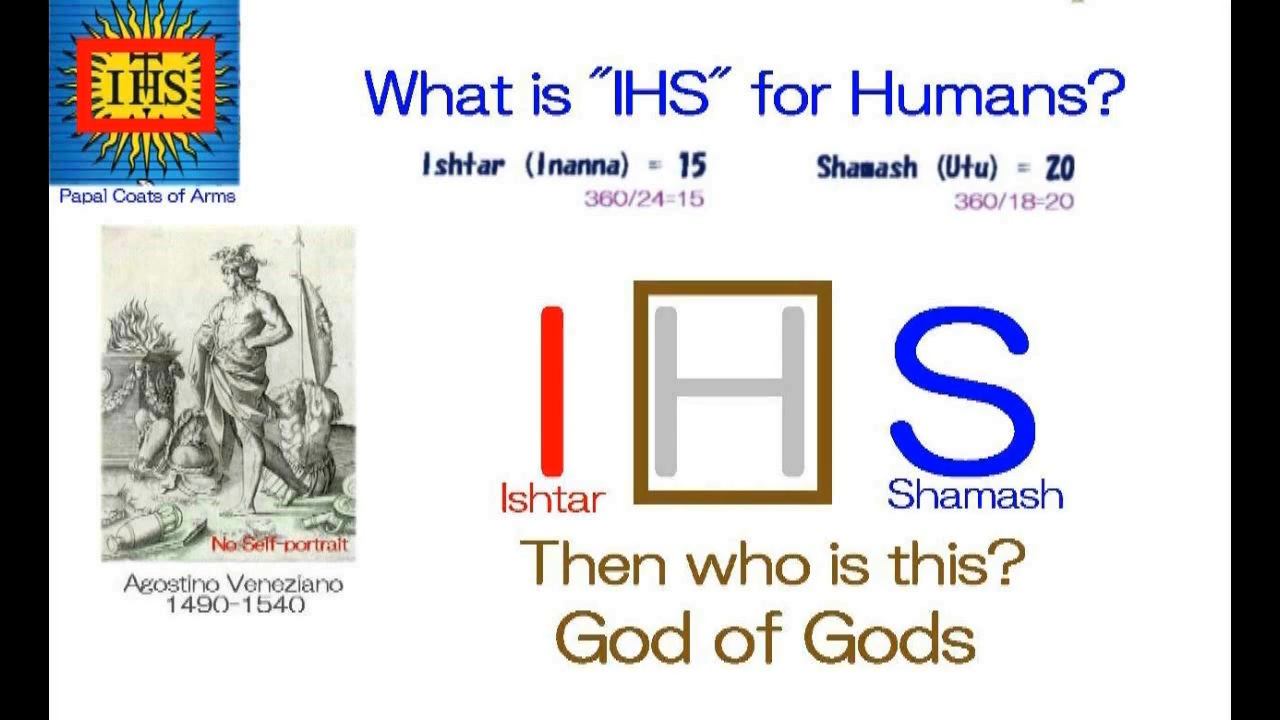 IHS
Papal Coats of Arms
What is "IHS" for Humans?
Ishtar (Inanna) = 15
360/24=15
Shamash (Utu) = 20
360/18=20
No Self-portrait
Agostino Veneziano
1490-1540
I H S
Ishtar
Shamash
Then who is this?
God of Gods